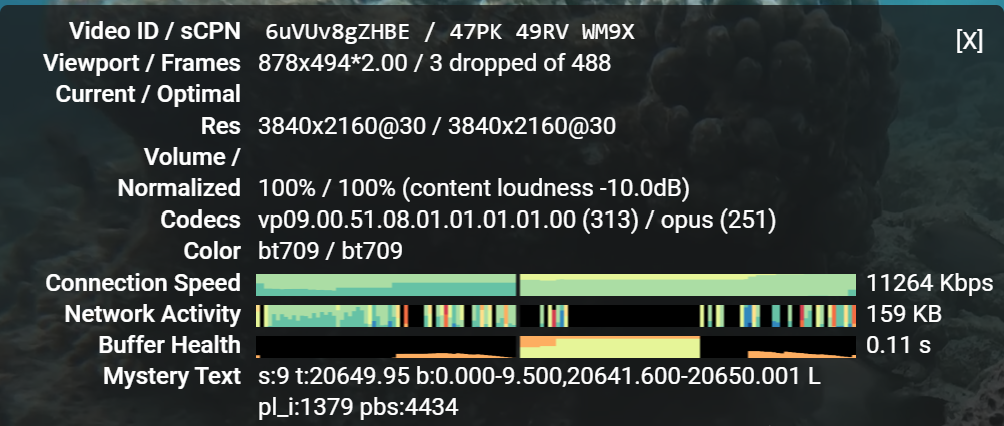 Video ID / sCPN 6uVUv8gZHBE / 47PK 49RV WM9X
[X]
Viewport / Frames 878x494*2.00 / 3 dropped of 488
Current / Optimal
Res 3840x2160@30 / 3840x2160@30
Volume /
Normalized 100% / 100% (content loudness -10.0dB)
Codecs vp09.00.51.08.01.01.01.01.00 (313) / opus (251)
Color bt709 / bt709
Connection Speed 11264 Kbps
Network Activity 159 KB
Buffer Health 0.11 s
Mystery Text s:9 t:20649.95 b:0.000-9.500,20641.600-20650.001 L
pl_i:1379 pbs:4434